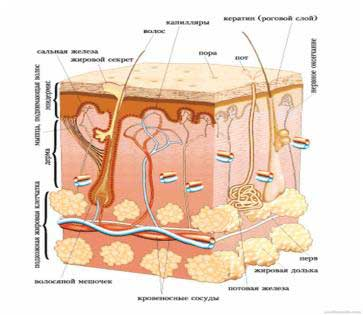 капилляры
кератин (роговой слой)
волос
сальная железа
жировой секрет
пора
пот
нервное окончание
мышца, поднимающая волос
эпидермис
дерма
подкожная жировая клетчатка
волосяной мешочек
кровеносные сосуды
нерв
жировая долька
потовая железа